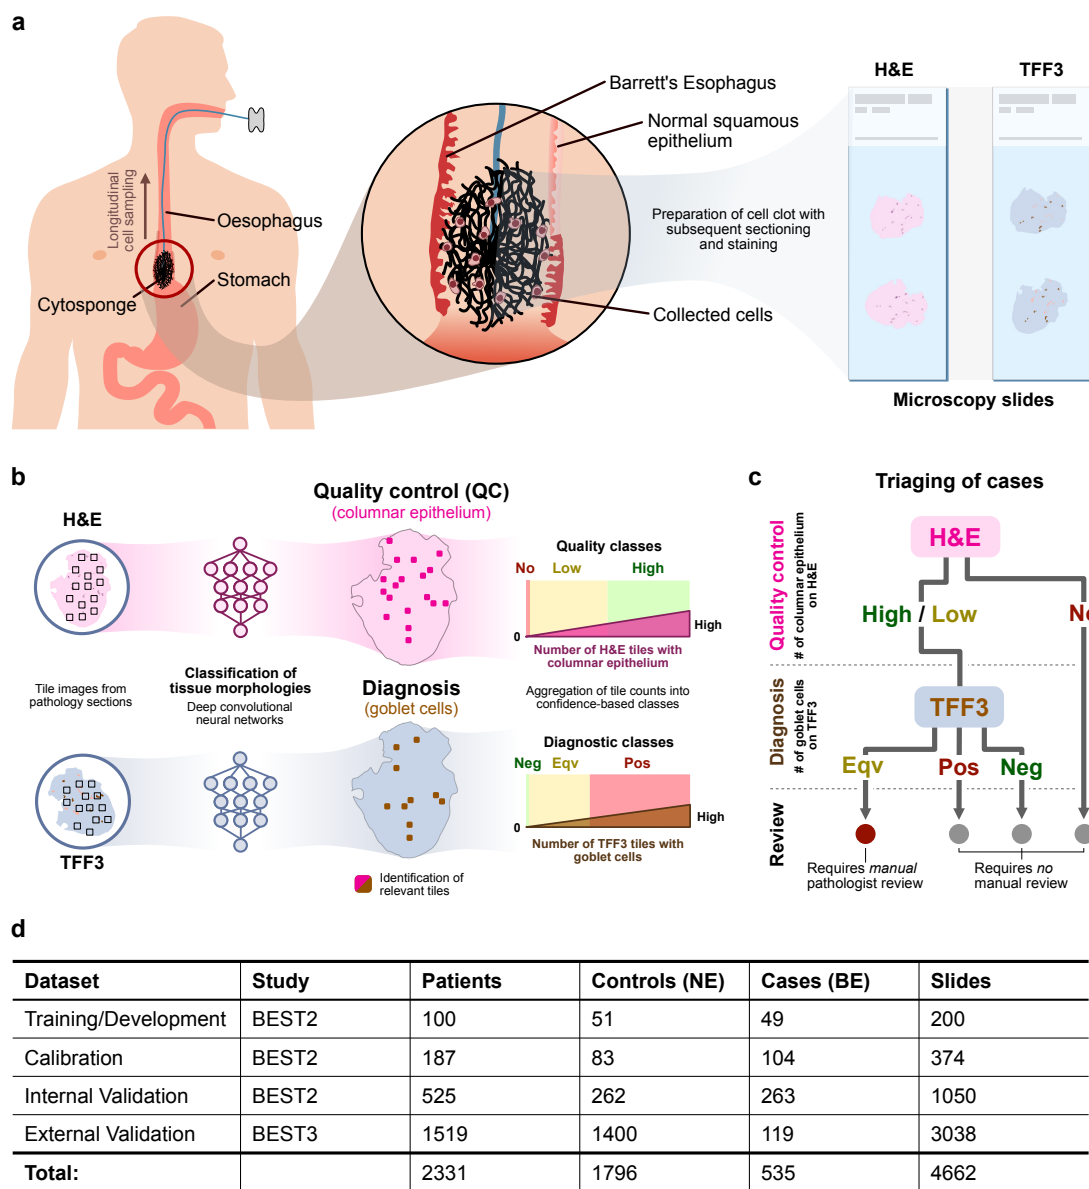 a
H&E
TFF3
Barrett's Esophagus
Normal squamous
epithelium
Longitudinal
cell sampling
Oesophagus
Preparation of cell clot with
subsequent sectioning
and staining
Stomach
Cytosponge
Collected cells
Microscopy slides
b
Quality control (QC)
(columnar epithelium)
H&E
Quality classes
No Low High
0
High
Number of H&E tiles with
columnar epithelium
Tile images from
pathology sections
Classification of
tissue morphologies
Deep convolutional
neural networks
Diagnosis
(goblet cells)
Aggregation of tile counts into
confidence-based classes
Diagnostic classes
Neg Eqv Pos
0
High
Number of TFF3 tiles with
goblet cells
TFF3
Identification of
relevant tiles
c
Triaging of cases
Quality control
# of columnar epithelium
on H&E
H&E
High / Low
No
Diagnosis
# of goblet cells
on TFF3
TFF3
Eqv Pos Neg
Review
Requires manual
pathologist review
Requires no
manual review
d
Dataset Study Patients Controls (NE) Cases (BE) Slides
Training/Development BEST2 100 51 49 200
Calibration BEST2 187 83 104 374
Internal Validation BEST2 525 262 263 1050
External Validation BEST3 1519 1400 119 3038
Total: 2331 1796 535 4662